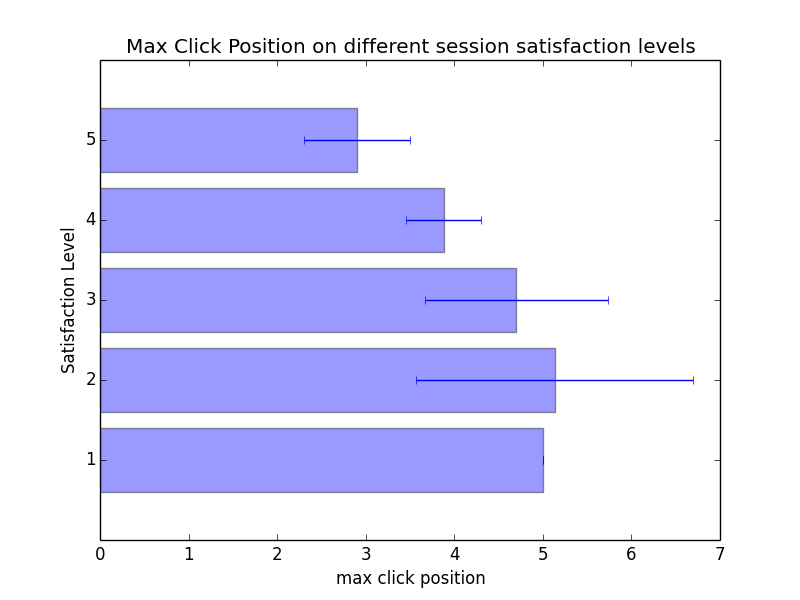 Max Click Position on different session satisfaction levels
5
4
3
2
1
Satisfaction Level
0 1 2 3 4 5 6 7
max click position